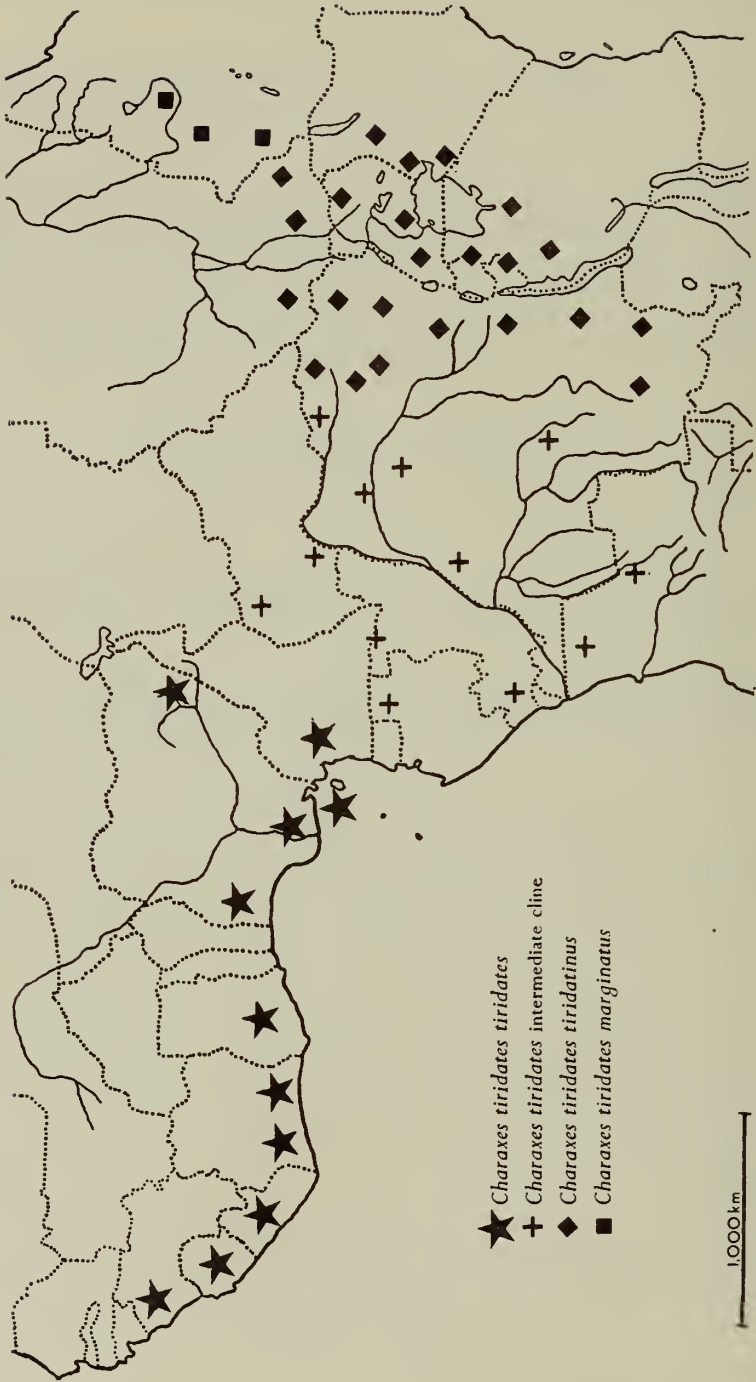 Charaxes tiridates tiridates
Charaxes tiridates intermediate cline
Charaxes tiridates tiridatinus
Charaxes tiridates marginatus
1,000 km